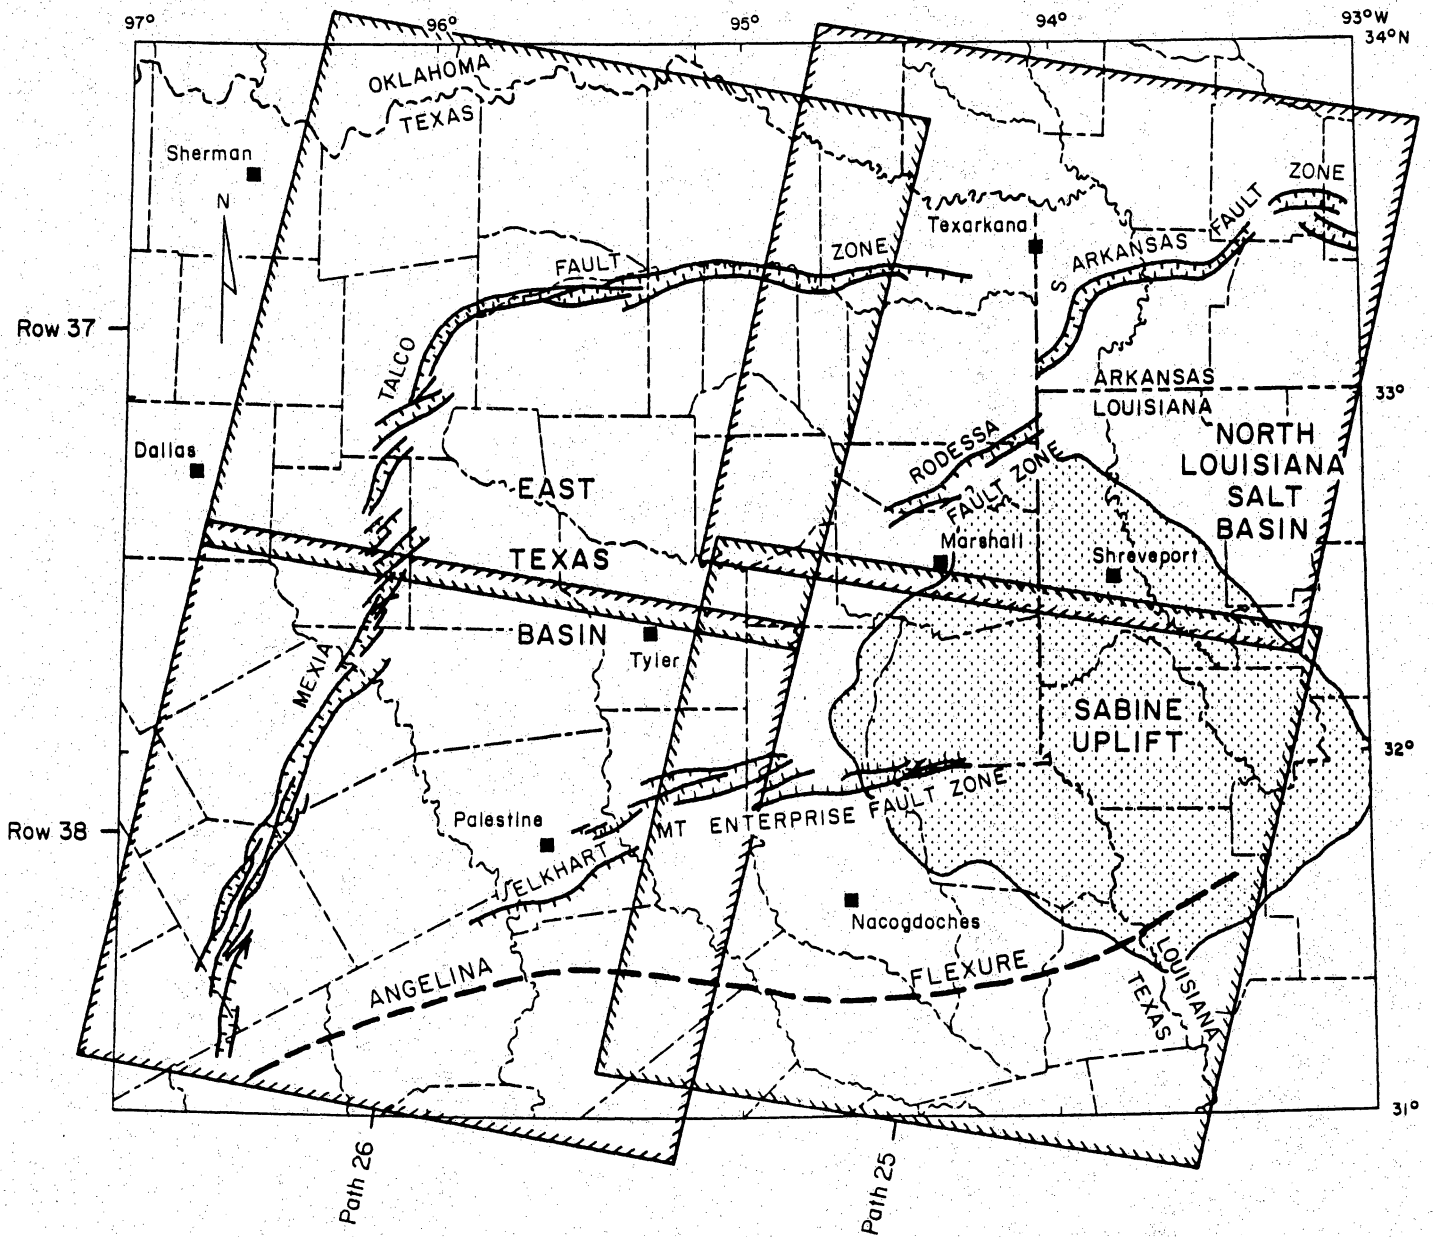 97°
96°
95°
94°
93°W
34°N
OKLAHOMA
TEXAS
Sherman
N
ZONE
FAULT
Texarkana
S. ARKANSAS
ZONE
FAULT
Row 37
TALCO
ARKANSAS
LOUISIANA
33°
Dallas
RODESSA
FAULT ZONE
NORTH
LOUISIANA
SALT
BASIN
EAST
TEXAS
BASIN
Marshall
Shreveport
Tyler
MEXIA
SABINE
UPLIFT
32°
Row 38
Palestine
ELKHART
MT ENTERPRISE FAULT ZONE
Nacogdoches
ANGELINA
FLEXURE
LOUISIANA
TEXAS
31°
Path 26
Path 25